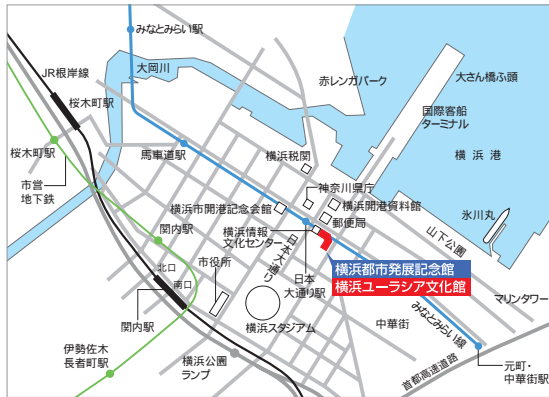 みなとみらい駅
JR根岸線
大岡川
桜木町駅
赤レンガパーク
大さん橋ふ頭
国際客船
ターミナル
桜木町駅
馬車道駅
横浜税関
横浜港
市営
地下鉄
神奈川県庁
横浜市開港記念会館
横浜開港資料館
郵便局
氷川丸
関内駅
横浜情報
文化センター
山下公園
北口
市役所
日本大通り
日本
大通り駅
横浜都市発展記念館
横浜ユーラシア文化館
南口
マリンタワー
関内駅
横浜スタジアム
中華街
みなとみらい線
伊勢佐木
長者町駅
横浜公園
ランプ
首都高速道路
元町・
中華街駅